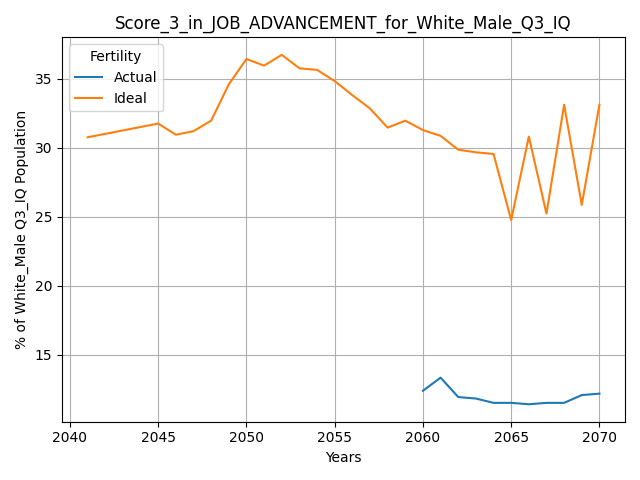 Score_3_in_JOB_ADVANCEMENT_for_White_Male_Q3_IQ
Fertility
Actual
Ideal
% of White_Male Q3_IQ Population
35
30
25
20
15
2040 2045 2050 2055 2060 2065 2070
Years